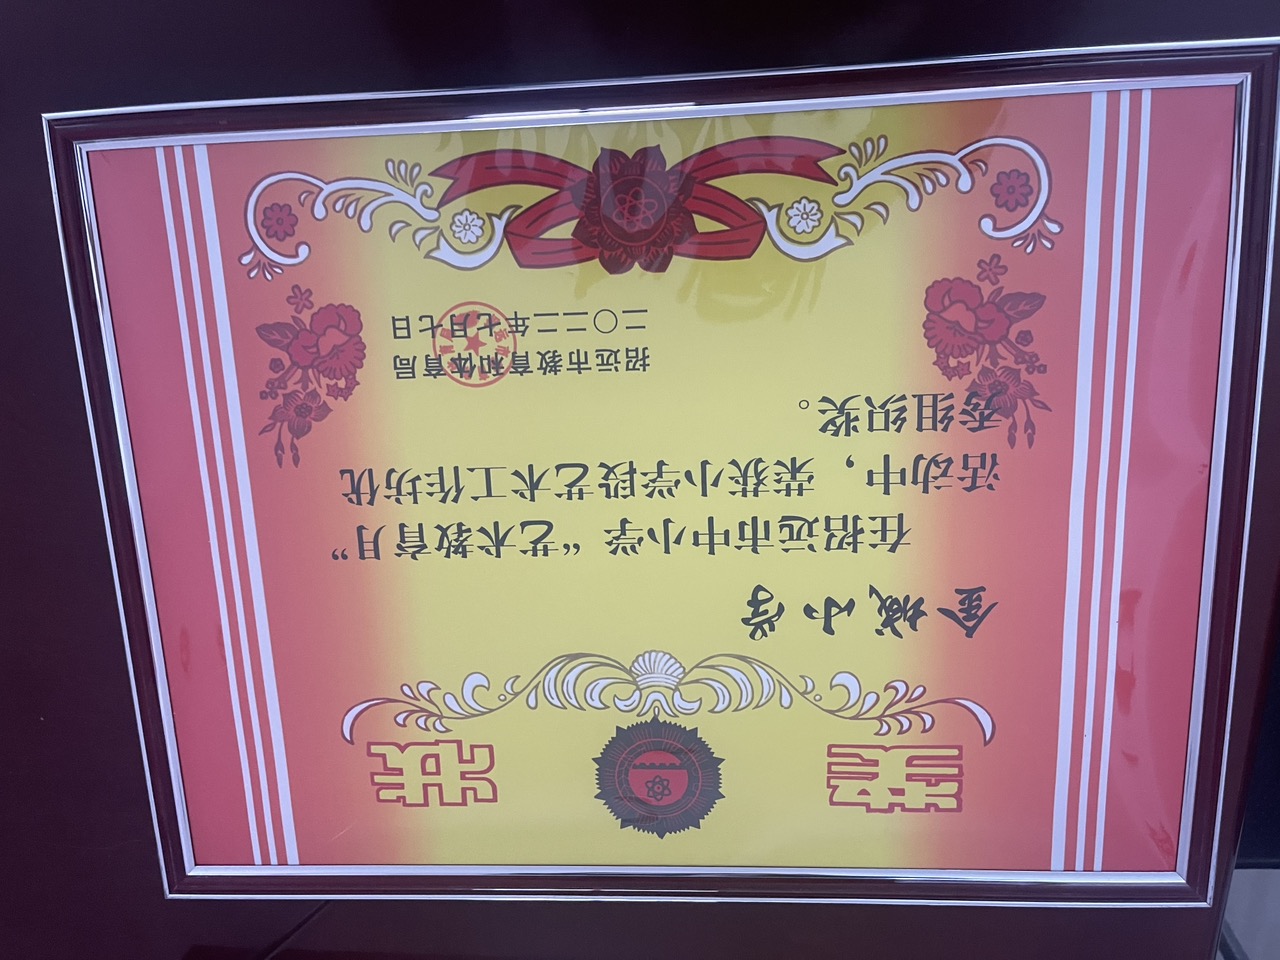 奖 状
金城小学
在招远市中小学“艺术教育月”
活动中，荣获小学段艺术工作坊优
秀组织奖。
招远市教育和体育局
二〇二二年七月七日